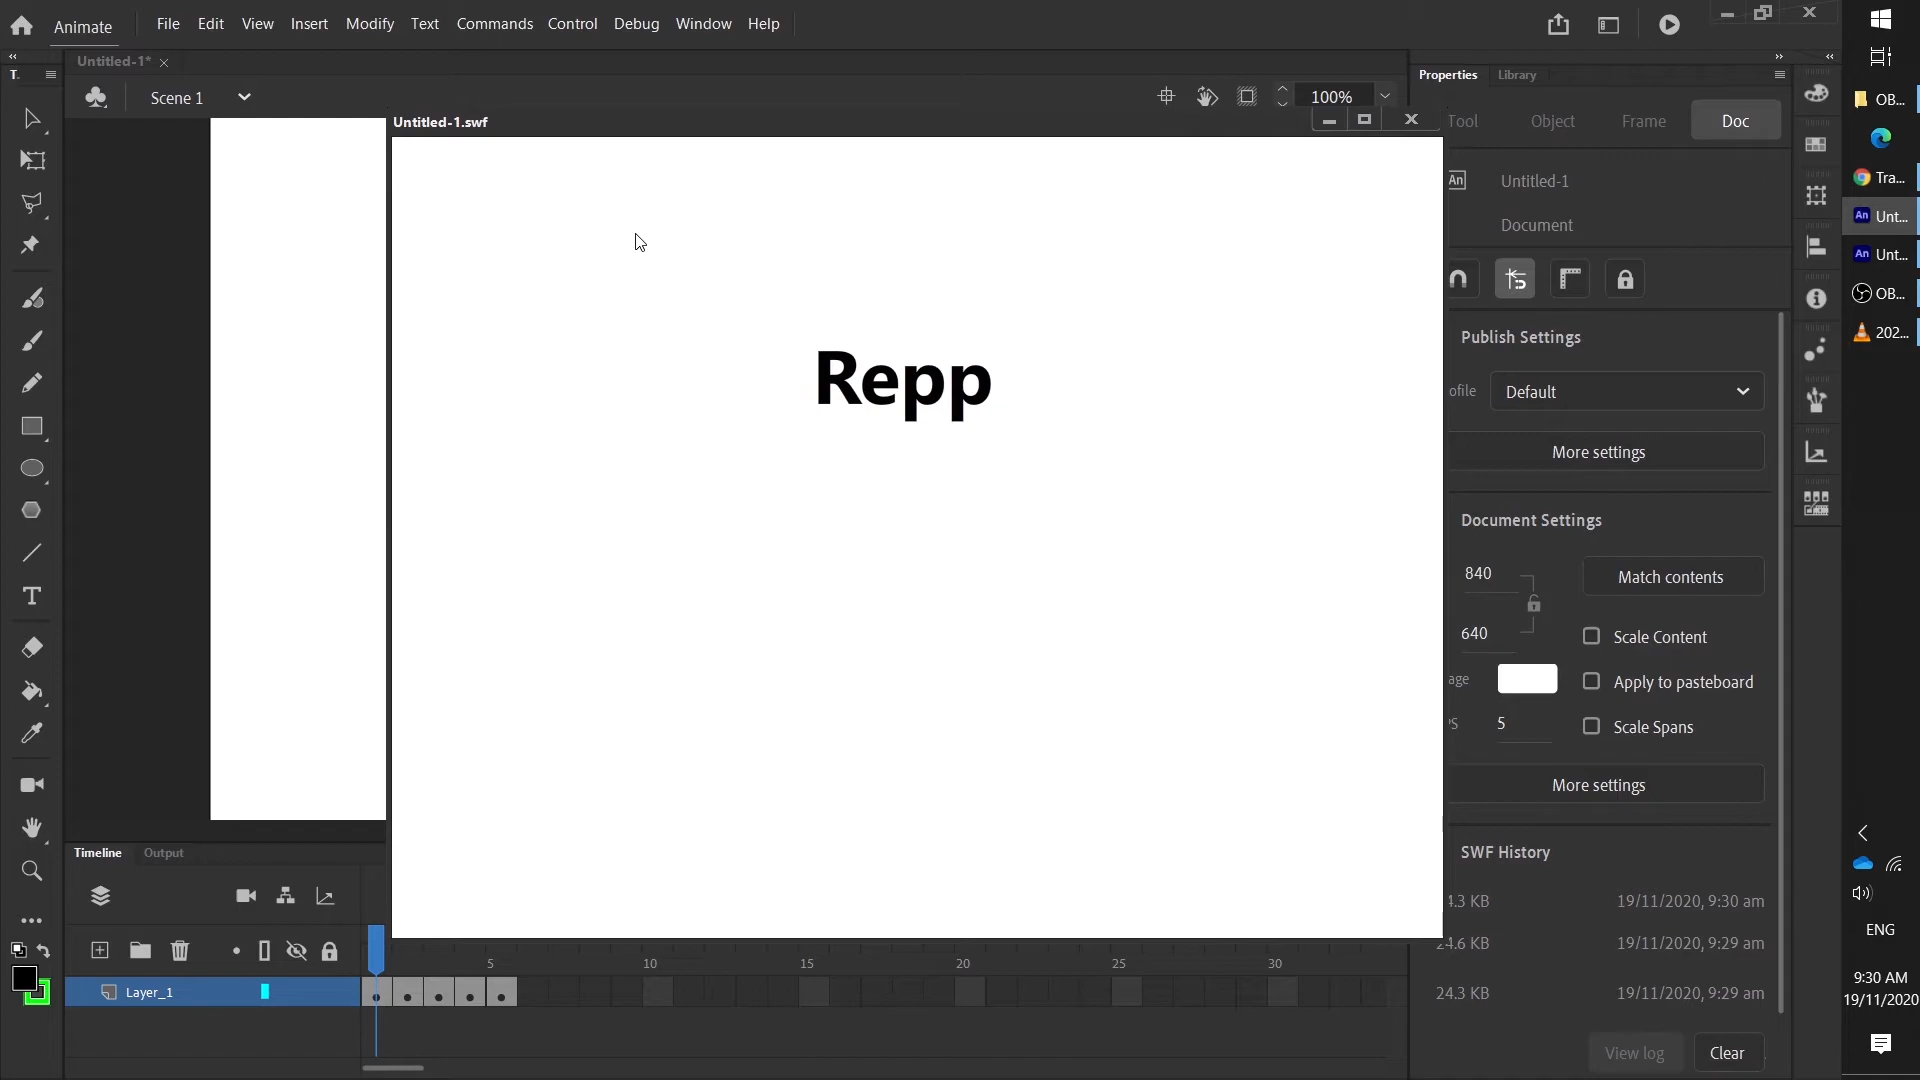 Animate File Edit View Insert Modify Text Commands Control Debug Window Help
Untitled-1*
T.
Scene 1
100%
Untitled-1.swf
Repp
Properties Library
Tool Object Frame Doc
An Untitled-1
Document
Publish Settings
ofile Default
More settings
Document Settings
840
Match contents
640
Scale Content
age
Apply to pasteboard
5
Scale Spans
More settings
SWF History
4.3 KB 19/11/2020, 9:30 am
24.6 KB 19/11/2020, 9:29 am
24.3 KB 19/11/2020, 9:29 am
View log Clear
Timeline Output
5 10 15 20 25 30
Layer_1
OB...
Tra...
An Unt...
An Unt...
OB...
202...
ENG
9:30 AM
19/11/2020